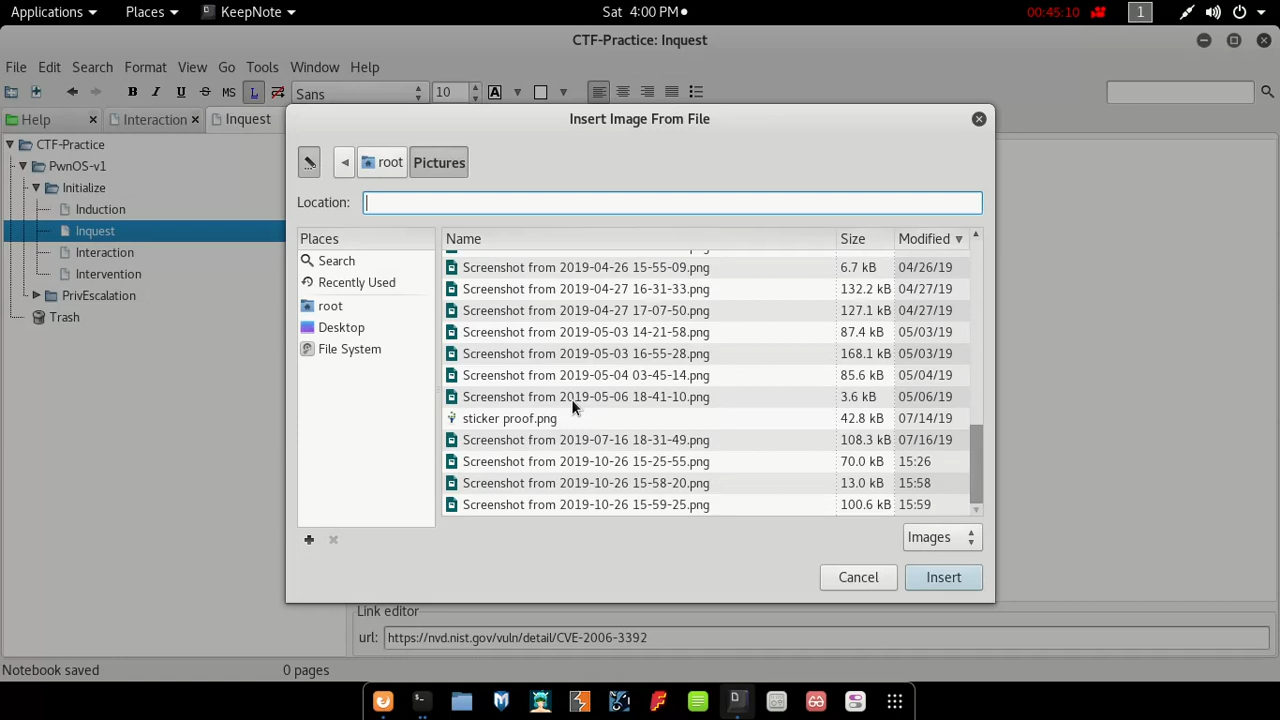 Applications Places KeepNote Sat 4:00 PM 00:45:10 1
CTF-Practice: Inquest
File Edit Search Format View Go Tools Window Help
B I U S MS L Sans 10 A
Help Interaction Inquest
CTF-Practice
PwnOS-v1
Initialize
Induction
Inquest
Interaction
Intervention
PrivEscalation
Trash
Insert Image From File
root Pictures
Location:
Places
Search
Recently Used
root
Desktop
File System
Name Size Modified
Screenshot from 2019-04-26 15-55-09.png 6.7 kB 04/26/19
Screenshot from 2019-04-27 16-31-33.png 132.2 kB 04/27/19
Screenshot from 2019-04-27 17-07-50.png 127.1 kB 04/27/19
Screenshot from 2019-05-03 14-21-58.png 87.4 kB 05/03/19
Screenshot from 2019-05-03 16-55-28.png 168.1 kB 05/03/19
Screenshot from 2019-05-04 03-45-14.png 85.6 kB 05/04/19
Screenshot from 2019-05-06 18-41-10.png 3.6 kB 05/06/19
sticker proof.png 42.8 kB 07/14/19
Screenshot from 2019-07-16 18-31-49.png 108.3 kB 07/16/19
Screenshot from 2019-10-26 15-25-55.png 70.0 kB 15:26
Screenshot from 2019-10-26 15-58-20.png 13.0 kB 15:58
Screenshot from 2019-10-26 15-59-25.png 100.6 kB 15:59
Images
Cancel Insert
Link editor
url: https://nvd.nist.gov/vuln/detail/CVE-2006-3392
Notebook saved 0 pages